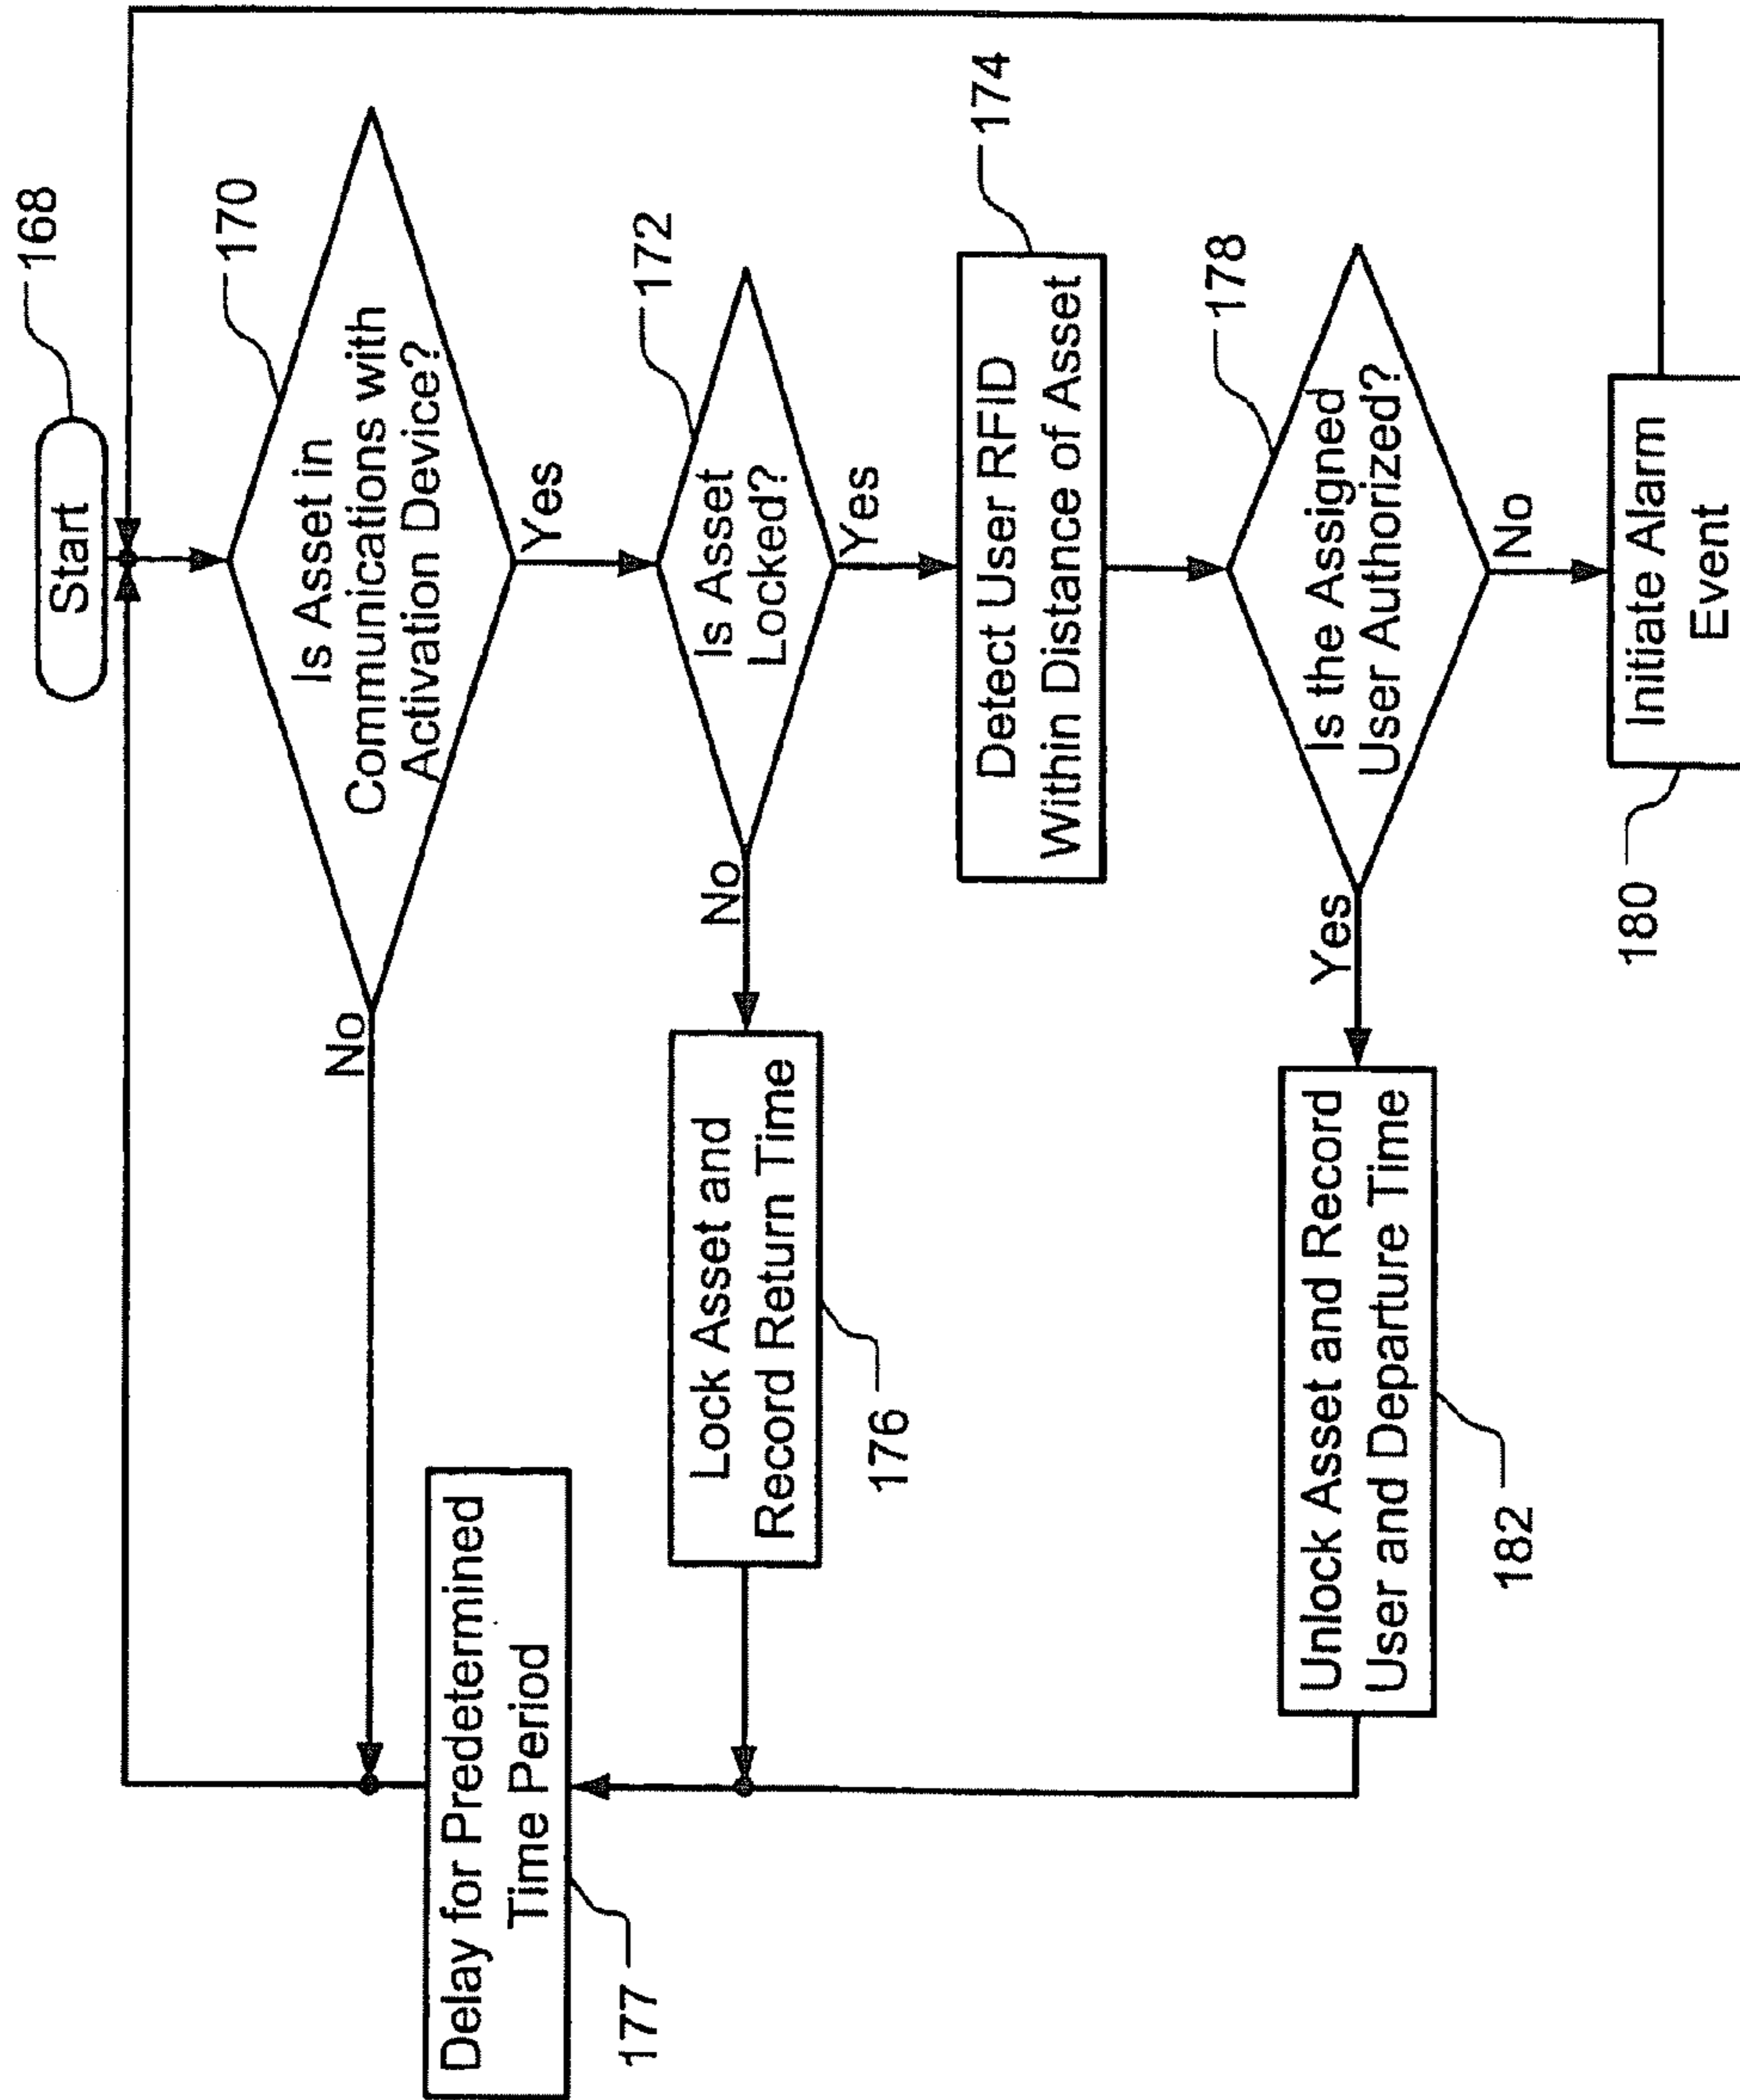 Start
168
Is Asset in
Communications with
Activation Device?
170
No
Yes
Is Asset
Locked?
172
No
Yes
Delay for Predetermined
Time Period
177
Lock Asset and
Record Return Time
176
Detect User RFID
Within Distance of Asset
174
Is the Assigned
User Authorized?
178
Yes
No
Unlock Asset and Record
User and Departure Time
182
Initiate Alarm
Event
180